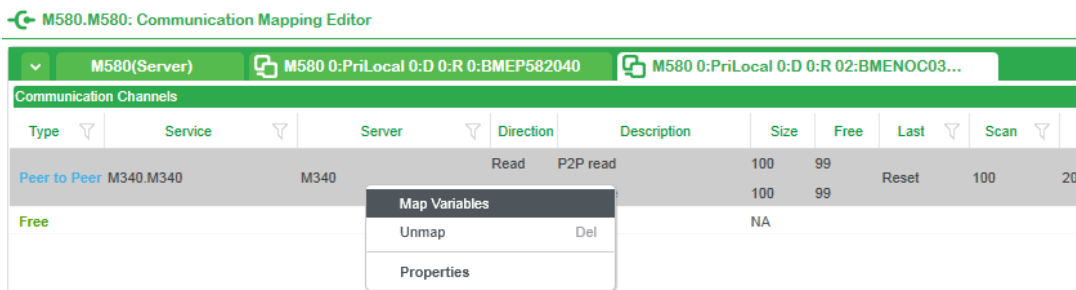 M580.M580: Communication Mapping Editor
M580(Server) M580 0:PriLocal 0:D 0:R 0:BMEP582040 M580 0:PriLocal 0:D 0:R 02:BMENOC03...
Communication Channels
Type Service Server Direction Description Size Free Last Scan
Read P2P read 100 99
Peer to Peer M340.M340 M340 Reset 100 20
100 99
Map Variables
Free NA
Unmap Del
Properties